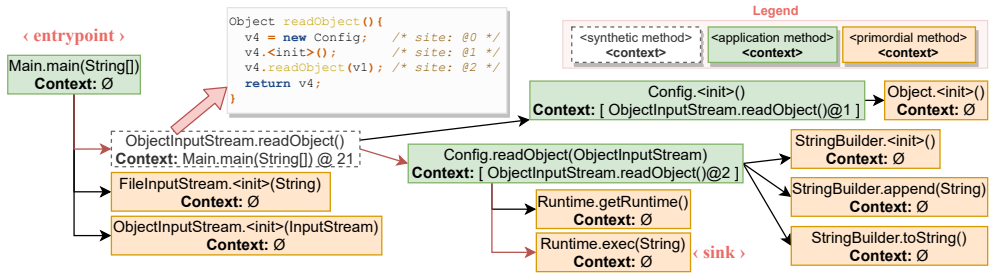 Legend
<synthetic method>
<context>
<application method>
<context>
<primordial method>
<context>
‹ entrypoint ›
Main.main(String[])
Context: Ø
Object readObject(){
v4 = new Config; /* site: @0 */
v4.<init>(); /* site: @1 */
v4.readObject(v1); /* site: @2 */
return v4;
}
ObjectInputStream.readObject()
Context: Main.main(String[]) @ 21
FileInputStream.<init>(String)
Context: Ø
ObjectInputStream.<init>(InputStream)
Context: Ø
Config.<init>()
Context: [ ObjectInputStream.readObject()@1 ]
Object.<init>()
Context: Ø
Config.readObject(ObjectInputStream)
Context: [ ObjectInputStream.readObject()@2 ]
Runtime.getRuntime()
Context: Ø
Runtime.exec(String)
Context: Ø
‹ sink ›
StringBuilder.<init>()
Context: Ø
StringBuilder.append(String)
Context: Ø
StringBuilder.toString()
Context: Ø